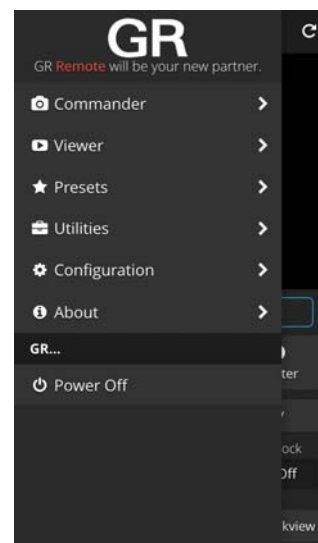 GR
GR Remote will be your new partner.
Commander
Viewer
Presets
Utilities
Configuration
About
GR...
Power Off
ter
ock
Off
kview